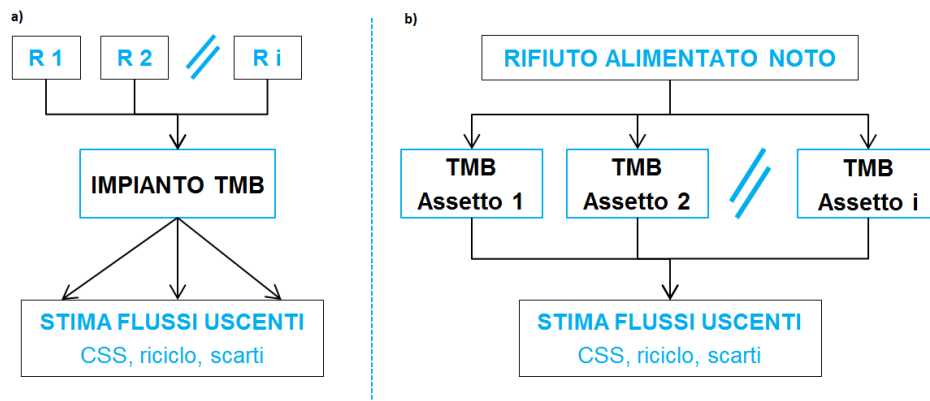 a)
R 1
R 2
R i
IMPIANTO TMB
STIMA FLUSSI USCENTI
CSS, riciclo, scarti
b)
RIFIUTO ALIMENTATO NOTO
TMB
Assetto 1
TMB
Assetto 2
TMB
Assetto i
STIMA FLUSSI USCENTI
CSS, riciclo, scarti